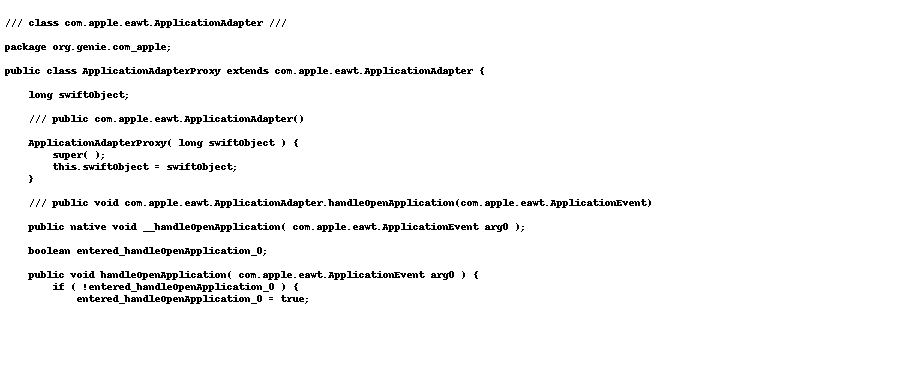 /// class com.apple.eawt.ApplicationAdapter ///
package org.genie.com_apple;
public class ApplicationAdapterProxy extends com.apple.eawt.ApplicationAdapter {
long swiftObject;
/// public com.apple.eawt.ApplicationAdapter()
ApplicationAdapterProxy( long swiftObject ) {
super( );
this.swiftObject = swiftObject;
}
/// public void com.apple.eawt.ApplicationAdapter.handleOpenApplication(com.apple.eawt.ApplicationEvent)
public native void __handleOpenApplication( com.apple.eawt.ApplicationEvent arg0 );
boolean entered_handleOpenApplication_0;
public void handleOpenApplication( com.apple.eawt.ApplicationEvent arg0 ) {
if ( !entered_handleOpenApplication_0 ) {
entered_handleOpenApplication_0 = true;